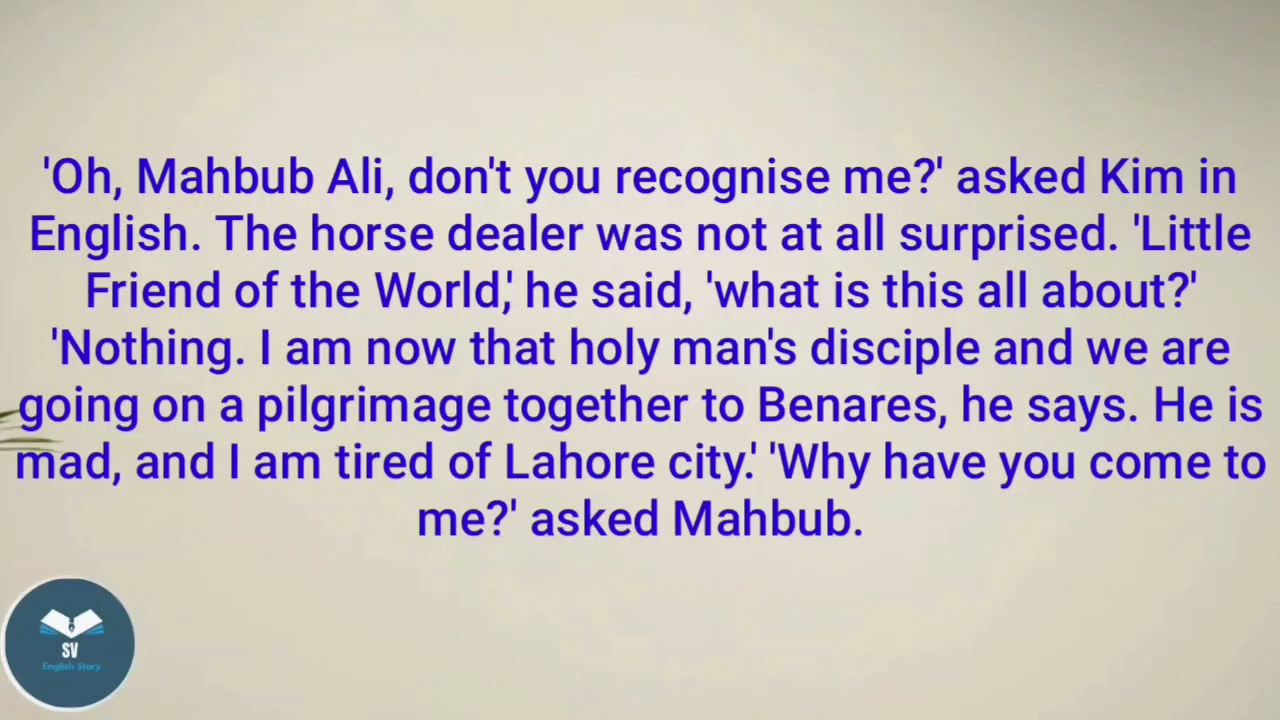 'Oh, Mahbub Ali, don't you recognise me?' asked Kim in
English. The horse dealer was not at all surprised. 'Little
Friend of the World,' he said, 'what is this all about?'
'Nothing. I am now that holy man's disciple and we are
going on a pilgrimage together to Benares, he says. He is
mad, and I am tired of Lahore city.' 'Why have you come to
me?' asked Mahbub.
SV
English Story